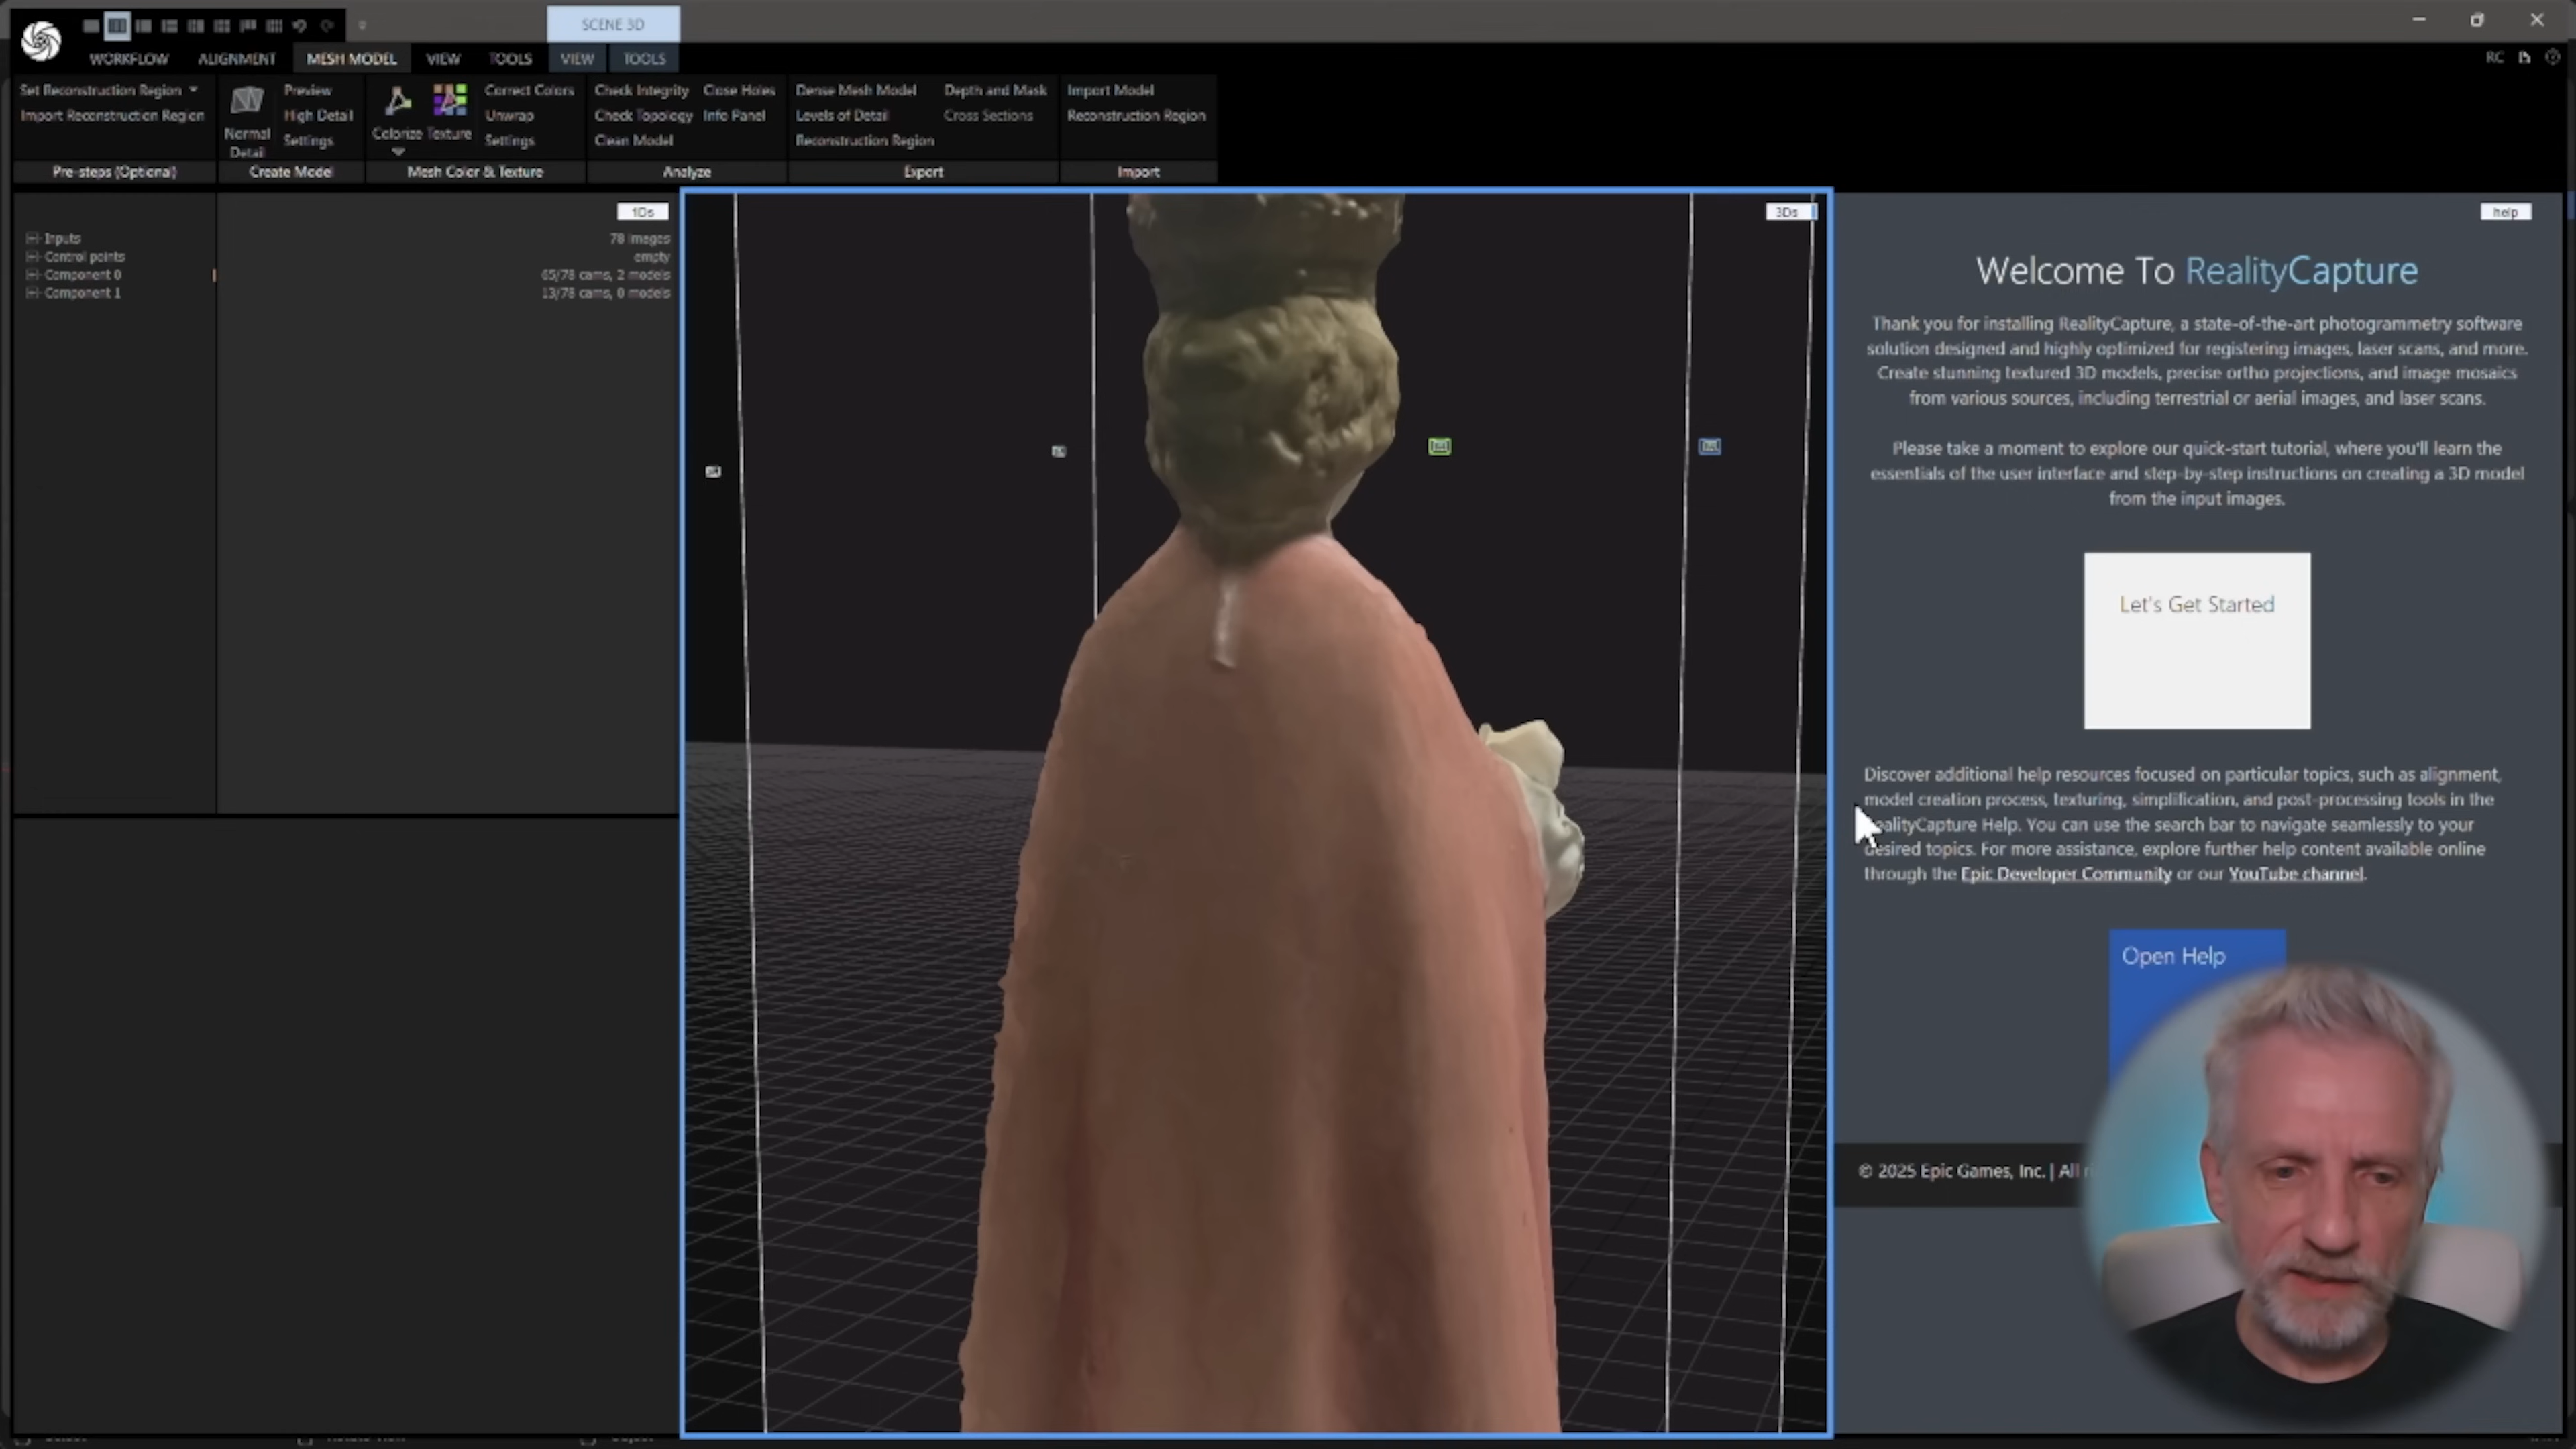 SCENE 3D
WORKFLOW ALIGNMENT MESH MODEL VIEW TOOLS VIEW TOOLS
RC
Set Reconstruction Region
Import Reconstruction Region
Pre-steps (Optional)
Normal Detail
Preview
High Detail
Settings
Create Model
Colorize Texture
Correct Colors
Unwrap
Settings
Mesh Color & Texture
Check Integrity
Check Topology
Clean Model
Close Holes
Info Panel
Analyze
Dense Mesh Model
Levels of Detail
Reconstruction Region
Depth and Mask
Cross Sections
Export
Import Model
Reconstruction Region
Import
1Ds
Inputs 78 images
Control points empty
Component 0 65/78 cams, 2 models
Component 1 13/78 cams, 0 models
3Ds
help
Welcome To RealityCapture
Thank you for installing RealityCapture, a state-of-the-art photogrammetry software
solution designed and highly optimized for registering images, laser scans, and more.
Create stunning textured 3D models, precise ortho projections, and image mosaics
from various sources, including terrestrial or aerial images, and laser scans.
Please take a moment to explore our quick-start tutorial, where you'll learn the
essentials of the user interface and step-by-step instructions on creating a 3D model
from the input images.
Let's Get Started
Discover additional help resources focused on particular topics, such as alignment,
model creation process, texturing, simplification, and post-processing tools in the
ealityCapture Help. You can use the search bar to navigate seamlessly to your
desired topics. For more assistance, explore further help content available online
through the Epic Developer Community or our YouTube channel.
Open Help
© 2025 Epic Games, Inc. | All